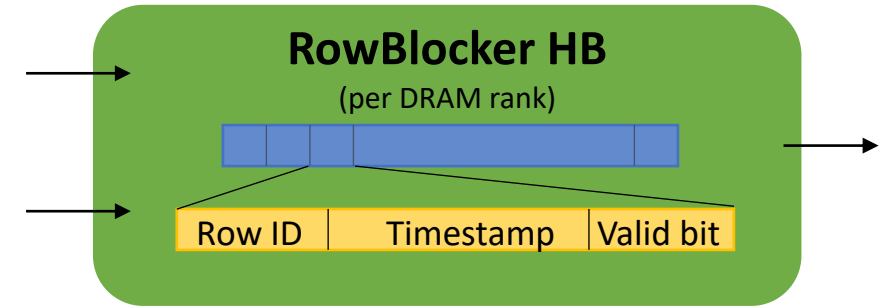 RowBlocker HB
(per DRAM rank)
Row ID Timestamp Valid bit